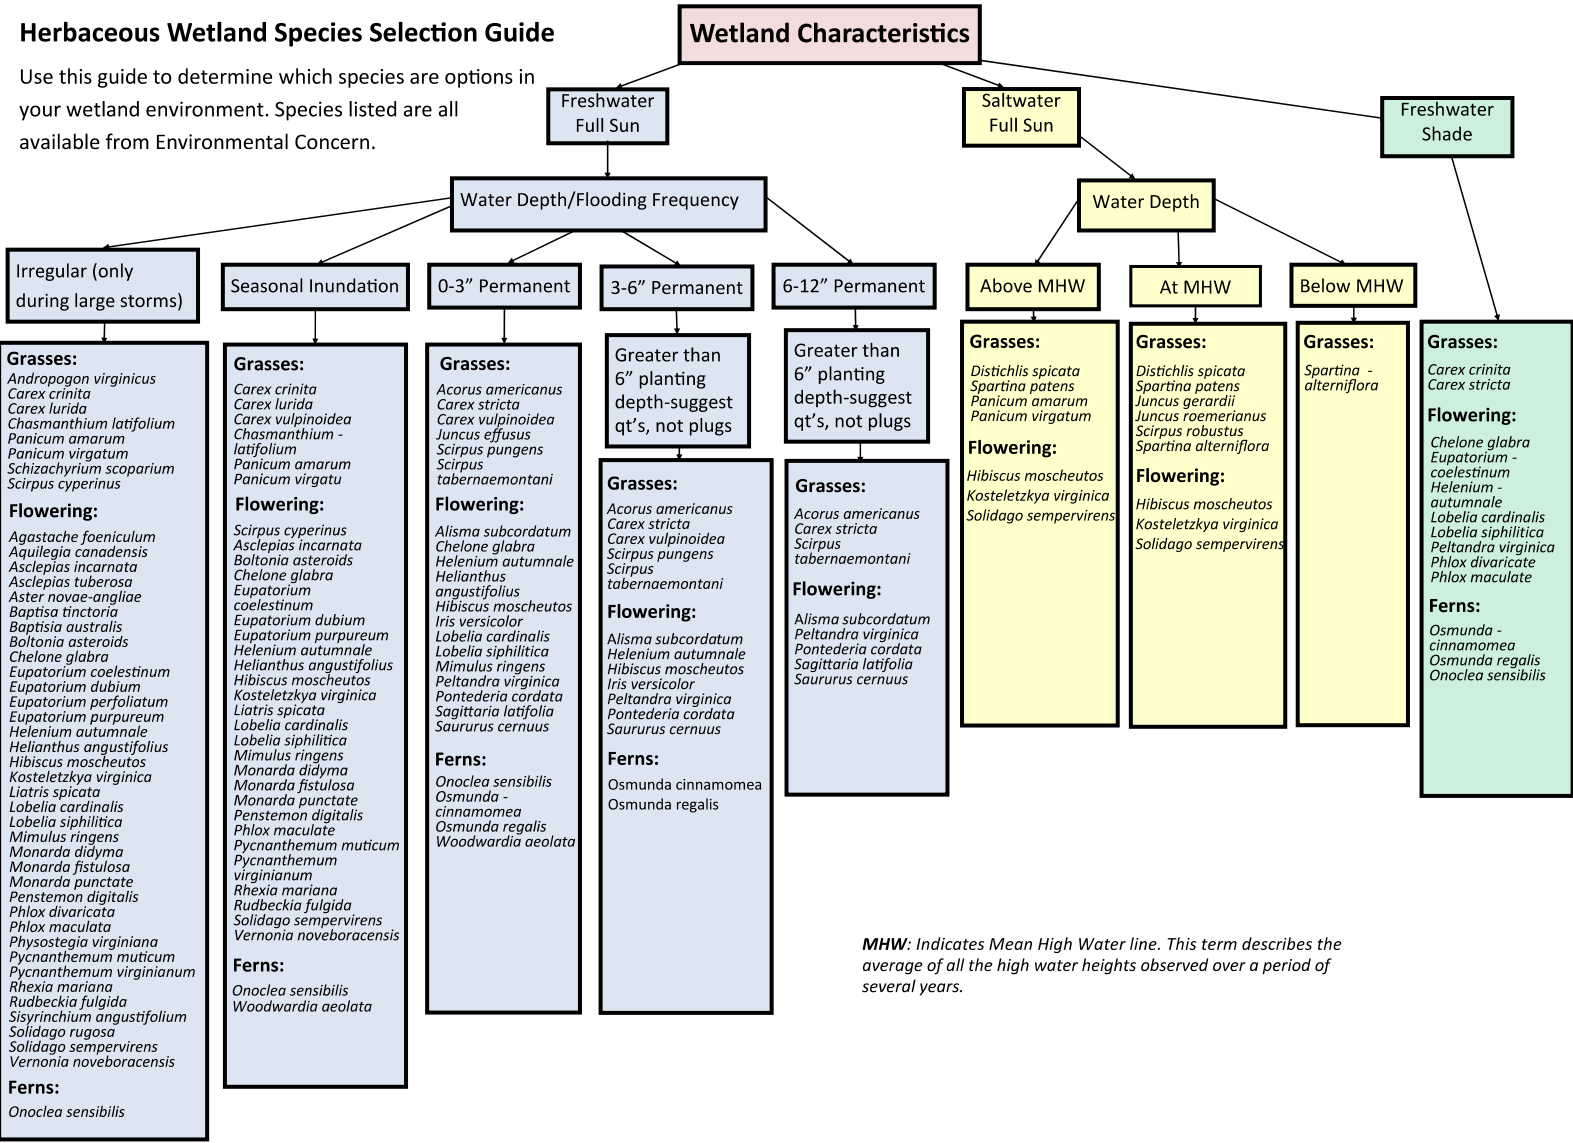 Herbaceous Wetland Species Selection Guide
Use this guide to determine which species are options in
your wetland environment. Species listed are all
available from Environmental Concern.
Wetland Characteristics
Freshwater
Full Sun
Saltwater
Full Sun
Freshwater
Shade
Water Depth/Flooding Frequency
Water Depth
Irregular (only
during large storms)
Seasonal Inundation
0-3” Permanent
3-6” Permanent
6-12” Permanent
Above MHW
At MHW
Below MHW
Grasses:
Andropogon virginicus
Carex crinita
Carex lurida
Chasmanthium latifolium
Panicum amarum
Panicum virgatum
Schizachyrium scoparium
Scirpus cyperinus
Flowering:
Agastache foeniculum
Aquilegia canadensis
Asclepias incarnata
Asclepias tuberosa
Aster novae-angliae
Baptisa tinctoria
Baptisia australis
Boltonia asteroids
Chelone glabra
Eupatorium coelestinum
Eupatorium dubium
Eupatorium perfoliatum
Eupatorium purpureum
Helenium autumnale
Helianthus angustifolius
Hibiscus moscheutos
Kosteletzkya virginica
Liatris spicata
Lobelia cardinalis
Lobelia siphilitica
Mimulus ringens
Monarda didyma
Monarda fistulosa
Monarda punctate
Penstemon digitalis
Phlox divaricata
Phlox maculata
Physostegia virginiana
Pycnanthemum muticum
Pycnanthemum virginianum
Rhexia mariana
Rudbeckia fulgida
Sisyrinchium angustifolium
Solidago rugosa
Solidago sempervirens
Vernonia noveboracensis
Ferns:
Onoclea sensibilis
Grasses:
Carex crinita
Carex lurida
Carex vulpinoidea
Chasmanthium -
latifolium
Panicum amarum
Panicum virgatu
Flowering:
Scirpus cyperinus
Asclepias incarnata
Boltonia asteroids
Chelone glabra
Eupatorium
coelestinum
Eupatorium dubium
Eupatorium purpureum
Helenium autumnale
Helianthus angustifolius
Hibiscus moscheutos
Kosteletzkya virginica
Liatris spicata
Lobelia cardinalis
Lobelia siphilitica
Mimulus ringens
Monarda didyma
Monarda fistulosa
Monarda punctate
Penstemon digitalis
Phlox maculate
Pycnanthemum muticum
Pycnanthemum
virginianum
Rhexia mariana
Rudbeckia fulgida
Solidago sempervirens
Vernonia noveboracensis
Ferns:
Onoclea sensibilis
Woodwardia aeolata
Grasses:
Acorus americanus
Carex stricta
Carex vulpinoidea
Juncus effusus
Scirpus pungens
Scirpus
tabernaemontani
Flowering:
Alisma subcordatum
Chelone glabra
Helenium autumnale
Helianthus
angustifolius
Hibiscus moscheutos
Iris versicolor
Lobelia cardinalis
Lobelia siphilitica
Mimulus ringens
Peltandra virginica
Pontederia cordata
Sagittaria latifolia
Saururus cernuus
Ferns:
Onoclea sensibilis
Osmunda -
cinnamomea
Osmunda regalis
Woodwardia aeolata
Greater than
6” planting
depth-suggest
qt’s, not plugs
Grasses:
Acorus americanus
Carex stricta
Carex vulpinoidea
Scirpus pungens
Scirpus
tabernaemontani
Flowering:
Alisma subcordatum
Helenium autumnale
Hibiscus moscheutos
Iris versicolor
Peltandra virginica
Pontederia cordata
Saururus cernuus
Ferns:
Osmunda cinnamomea
Osmunda regalis
Greater than
6” planting
depth-suggest
qt’s, not plugs
Grasses:
Acorus americanus
Carex stricta
Scirpus
tabernaemontani
Flowering:
Alisma subcordatum
Peltandra virginica
Pontederia cordata
Sagittaria latifolia
Saururus cernuus
Grasses:
Distichlis spicata
Spartina patens
Panicum amarum
Panicum virgatum
Flowering:
Hibiscus moscheutos
Kosteletzkya virginica
Solidago sempervirens
Grasses:
Distichlis spicata
Spartina patens
Juncus gerardii
Juncus roemerianus
Scirpus robustus
Spartina alterniflora
Flowering:
Hibiscus moscheutos
Kosteletzkya virginica
Solidago sempervirens
Grasses:
Spartina -
alterniflora
Grasses:
Carex crinita
Carex stricta
Flowering:
Chelone glabra
Eupatorium -
coelestinum
Helenium -
autumnale
Lobelia cardinalis
Lobelia siphilitica
Peltandra virginica
Phlox divaricate
Phlox maculate
Ferns:
Osmunda -
cinnamomea
Osmunda regalis
Onoclea sensibilis
MHW: Indicates Mean High Water line. This term describes the
average of all the high water heights observed over a period of
several years.